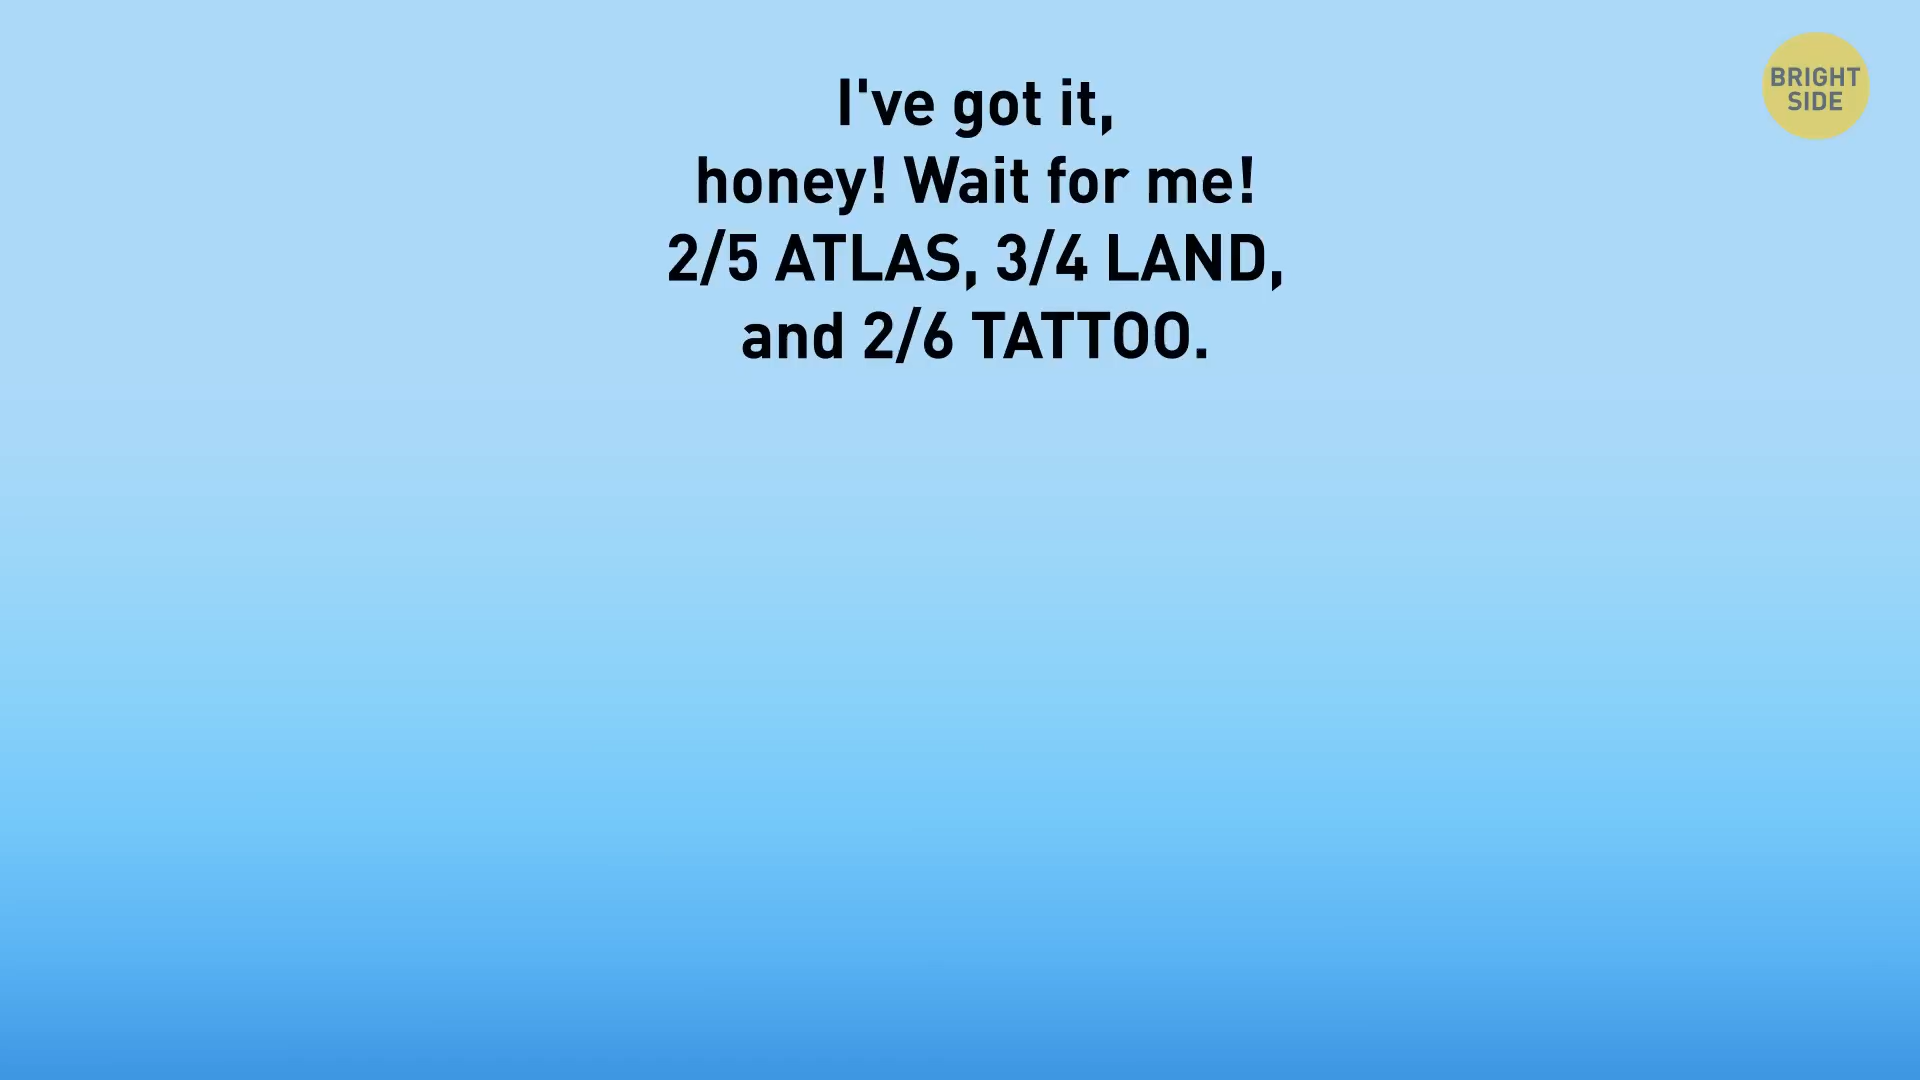 I've got it,
honey! Wait for me!
2/5 ATLAS, 3/4 LAND,
and 2/6 TATTOO.
BRIGHT
SIDE